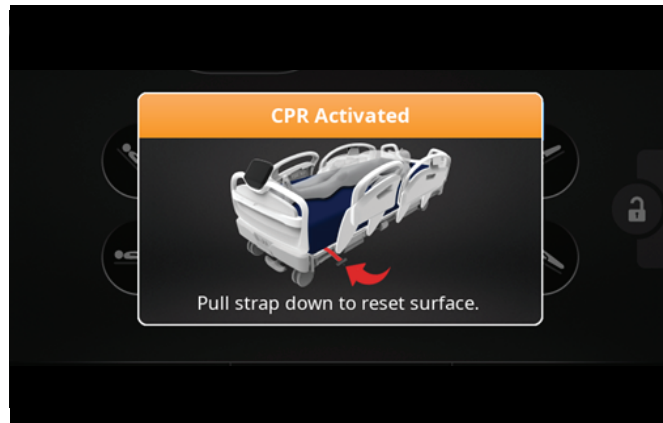 CPR Activated
Pull strap down to reset surface.